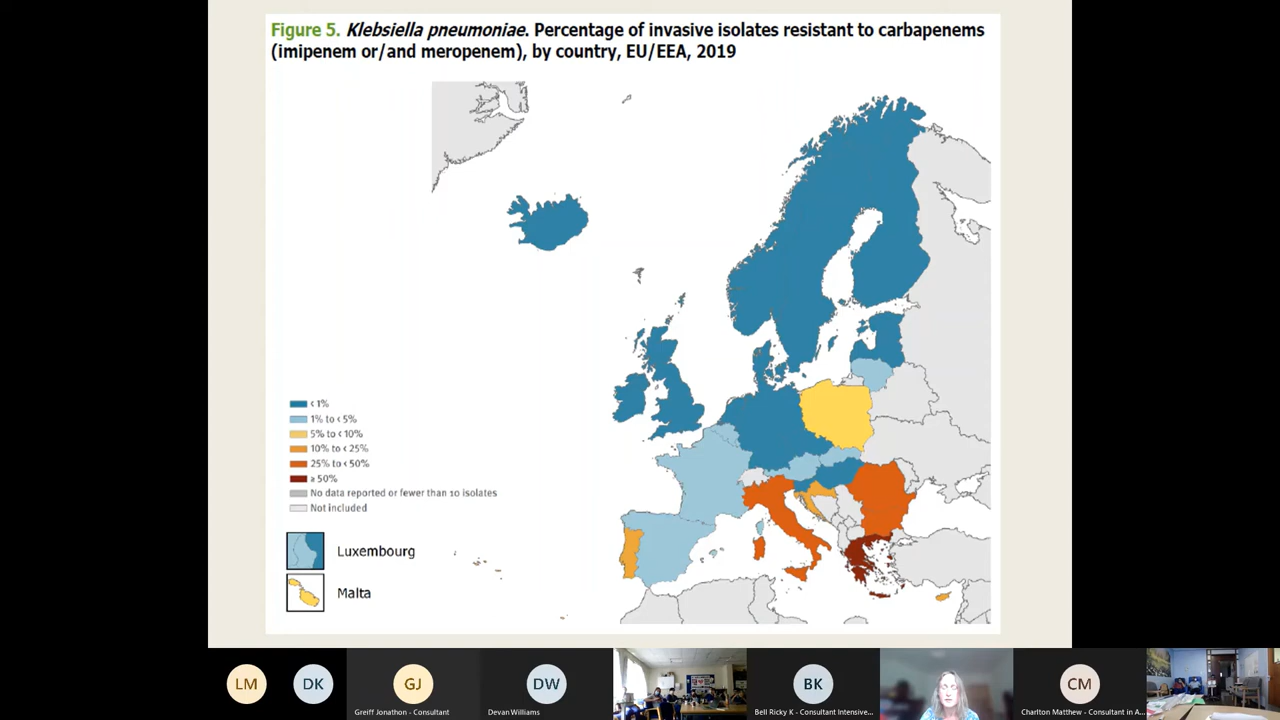 Figure 5. Klebsiella pneumoniae. Percentage of invasive isolates resistant to carbapenems
(imipenem or/and meropenem), by country, EU/EEA, 2019
< 1%
1% to < 5%
5% to < 10%
10% to < 25%
25% to < 50%
≥ 50%
No data reported or fewer than 10 isolates
Not included
Luxembourg
Malta
LM
DK
GJ
Greiff Jonathon - Consultant
DW
Devan Williams
BK
Bell Ricky K - Consultant Intensive...
CM
Charlton Matthew - Consultant in A...